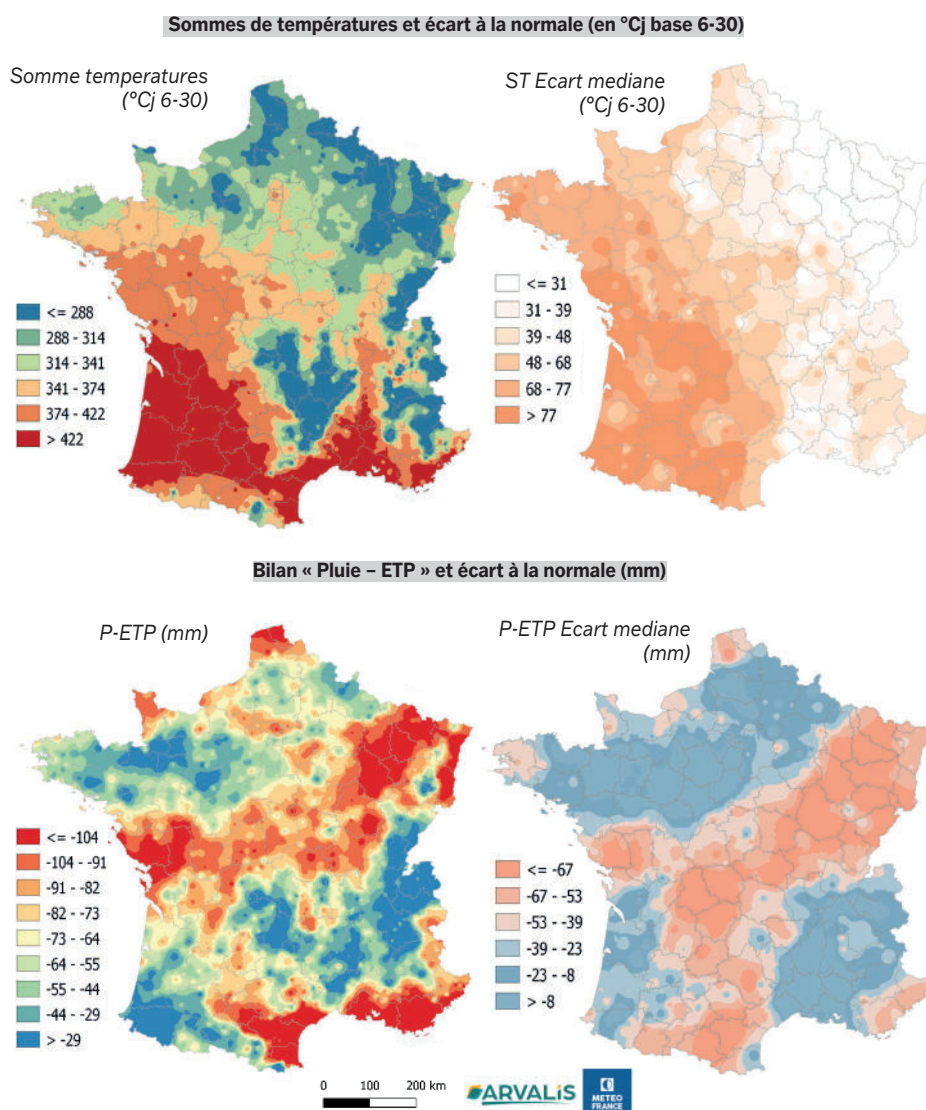 Sommes de températures et écart à la normale (en °Cj base 6-30)
Somme temperatures
(°Cj 6-30)
ST Ecart mediane
(°Cj 6-30)
<= 288
288 - 314
314 - 341
341 - 374
374 - 422
> 422
<= 31
31 - 39
39 - 48
48 - 68
68 - 77
> 77
Bilan « Pluie – ETP » et écart à la normale (mm)
P-ETP (mm)
P-ETP Ecart mediane
(mm)
<= -104
-104 - -91
-91 - -82
-82 - -73
-73 - -64
-64 - -55
-55 - -44
-44 - -29
> -29
<= -67
-67 - -53
-53 - -39
-39 - -23
-23 - -8
> -8
0 100 200 km
ARVALIS
METEO
FRANCE